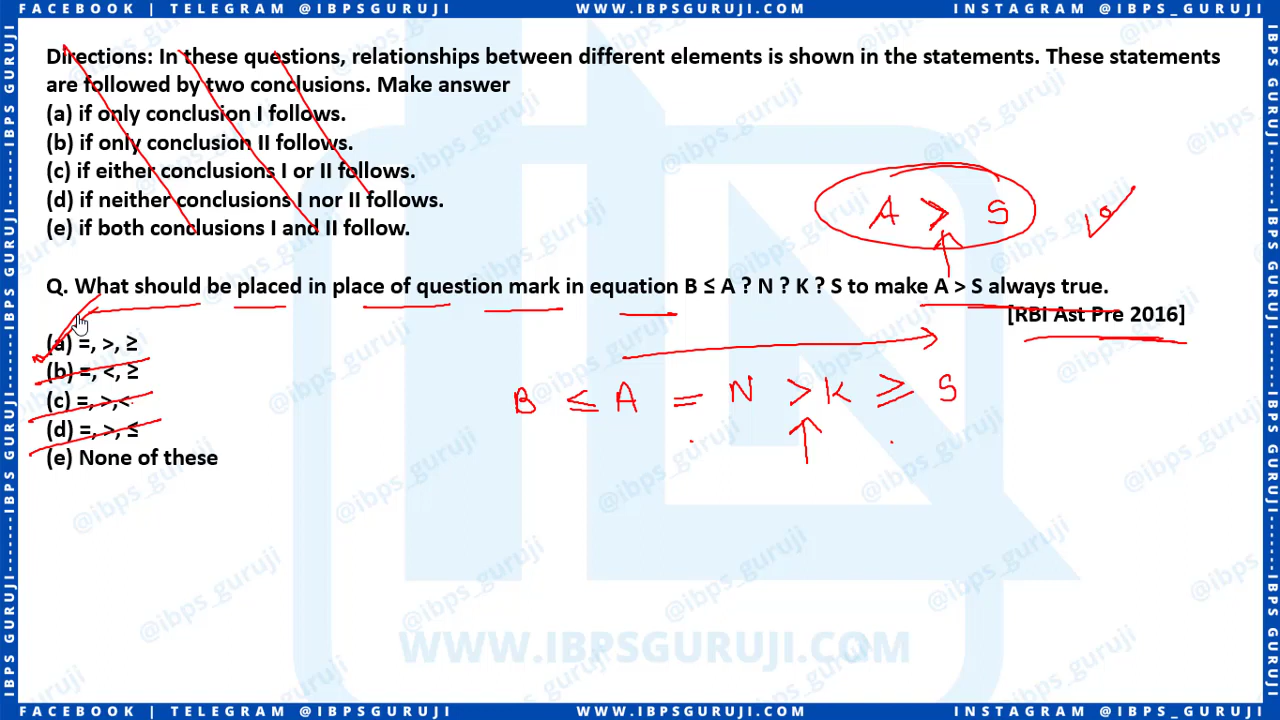 FACEBOOK | TELEGRAM @IBPSGURUJI WWW.IBPSGURUJI.COM INSTAGRAM @IBPS_GURUJI
Directions: In these questions, relationships between different elements is shown in the statements. These statements
are followed by two conclusions. Make answer
(a) if only conclusion I follows.
(b) if only conclusion II follows.
(c) if either conclusions I or II follows.
(d) if neither conclusions I nor II follows.
(e) if both conclusions I and II follow.
A > S
Q. What should be placed in place of question mark in equation B ≤ A ? N ? K ? S to make A > S always true.
[RBI Ast Pre 2016]
(a) =, >, ≥
(b) =, <, ≥
(c) =, >,<
(d) =, >, ≤
(e) None of these
B ≤ A = N > K ≥ S
WWW.IBPSGURUJI.COM
FACEBOOK | TELEGRAM @IBPSGURUJI WWW.IBPSGURUJI.COM INSTAGRAM @IBPS_GURUJI